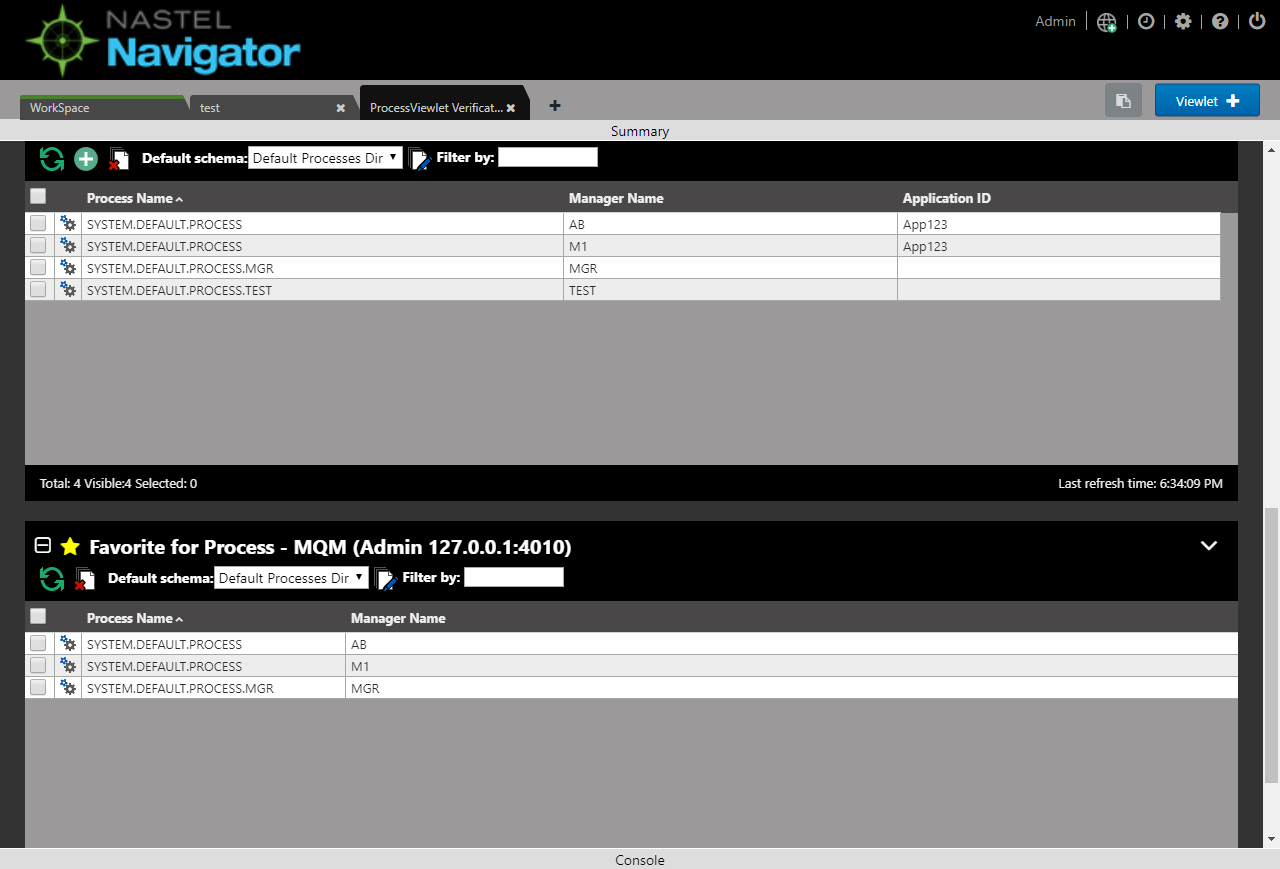 NASTEL
Navigator
Admin
WorkSpace
test
ProcessViewlet Verificat...
Viewlet
Summary
Default schema: Default Processes Dir Filter by:
Process Name Manager Name Application ID
SYSTEM.DEFAULT.PROCESS AB App123
SYSTEM.DEFAULT.PROCESS M1 App123
SYSTEM.DEFAULT.PROCESS.MGR MGR
SYSTEM.DEFAULT.PROCESS.TEST TEST
Total: 4 Visible:4 Selected: 0 Last refresh time: 6:34:09 PM
Favorite for Process - MQM (Admin 127.0.0.1:4010)
Default schema: Default Processes Dir Filter by:
Process Name Manager Name
SYSTEM.DEFAULT.PROCESS AB
SYSTEM.DEFAULT.PROCESS M1
SYSTEM.DEFAULT.PROCESS.MGR MGR
Console